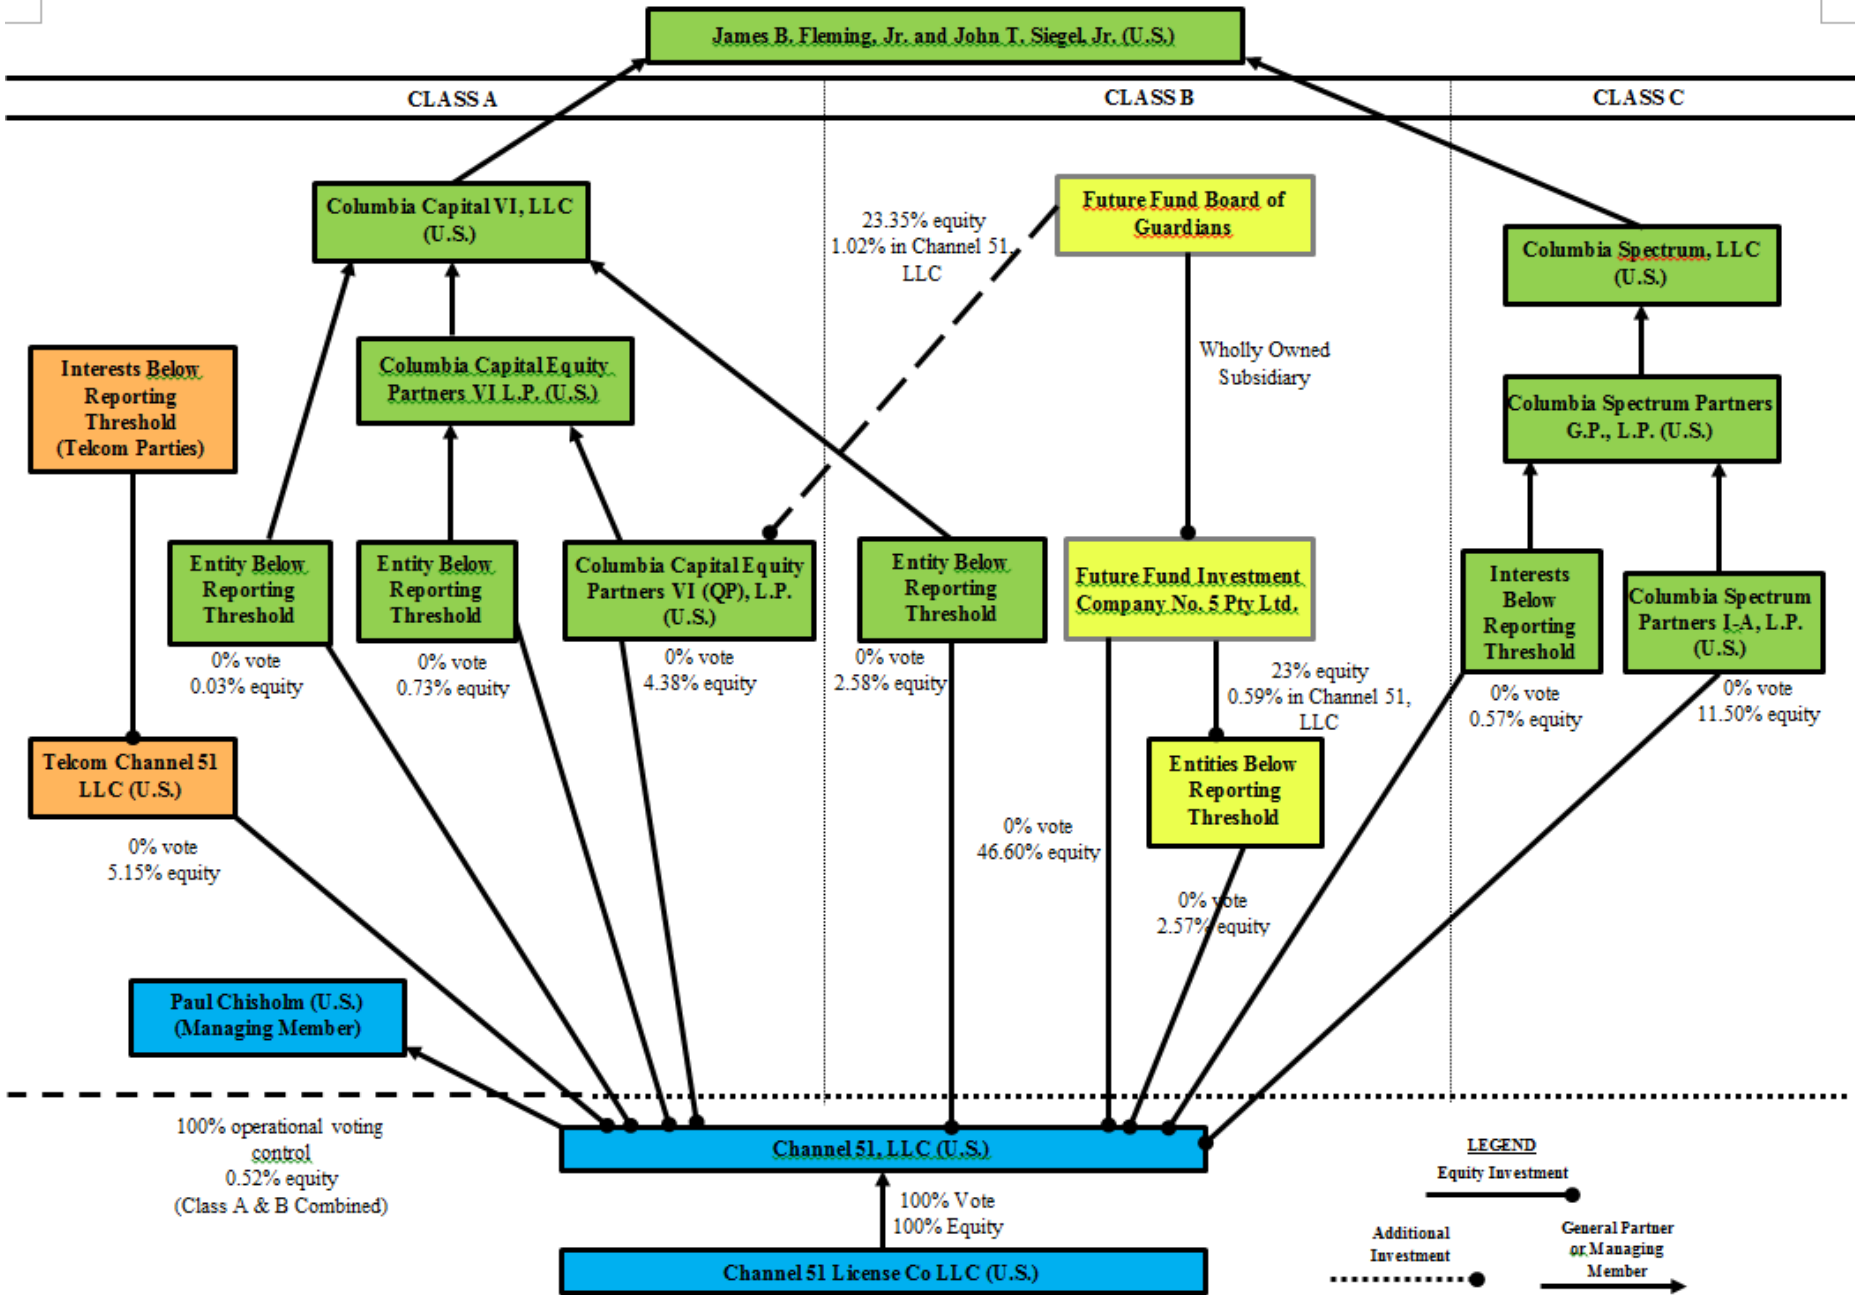 James B. Fleming, Jr. and John T. Siegel, Jr. (U.S.)
CLASS A
CLASS B
CLASS C
Columbia Capital VI, LLC
(U.S.)
23.35% equity
1.02% in Channel 51,
LLC
Future Fund Board of
Guardians
Columbia Spectrum, LLC
(U.S.)
Interests Below
Reporting
Threshold
(Telcom Parties)
Columbia Capital Equity
Partners VI L.P. (U.S.)
Wholly Owned
Subsidiary
Columbia Spectrum Partners
G.P., L.P. (U.S.)
Entity Below
Reporting
Threshold
Entity Below
Reporting
Threshold
Columbia Capital Equity
Partners VI (QP), L.P.
(U.S.)
Entity Below
Reporting
Threshold
Future Fund Investment
Company No. 5 Pty Ltd.
Interests
Below
Reporting
Threshold
Columbia Spectrum
Partners I-A, L.P.
(U.S.)
0% vote
0.03% equity
0% vote
0.73% equity
0% vote
4.38% equity
0% vote
2.58% equity
23% equity
0.59% in Channel 51,
LLC
0% vote
0.57% equity
0% vote
11.50% equity
Telcom Channel 51
LLC (U.S.)
Entities Below
Reporting
Threshold
0% vote
5.15% equity
0% vote
46.60% equity
0% vote
2.57% equity
Paul Chisholm (U.S.)
(Managing Member)
100% operational voting
control
0.52% equity
(Class A & B Combined)
Channel 51, LLC (U.S.)
100% Vote
100% Equity
Channel 51 License Co LLC (U.S.)
LEGEND
Equity Investment
Additional
Investment
General Partner
or Managing
Member